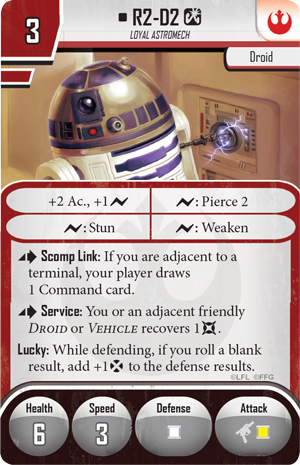 3
R2-D2
LOYAL ASTROMECH
Droid
+2 Ac., +1
: Pierce 2
: Stun
: Weaken
Scomp Link: If you are adjacent to a
terminal, your player draws
1 Command card.
Service: You or an adjacent friendly
DROID or VEHICLE recovers 1.
Lucky: While defending, if you roll a blank
result, add +1 to the defense results.
©LFL ©FFG
Health
Speed
Defense
Attack
6
3